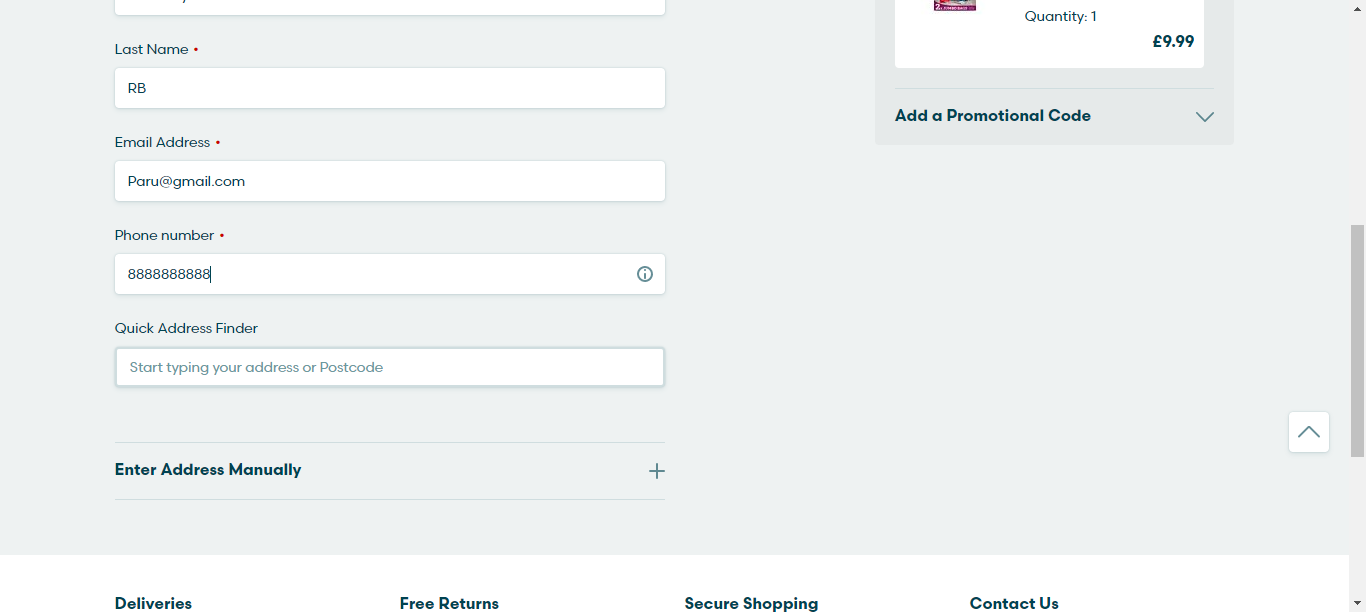 Last Name •
RB
Email Address •
Paru@gmail.com
Phone number •
8888888888
Quick Address Finder
Start typing your address or Postcode
Enter Address Manually
Quantity: 1
£9.99
Add a Promotional Code
Deliveries
Free Returns
Secure Shopping
Contact Us